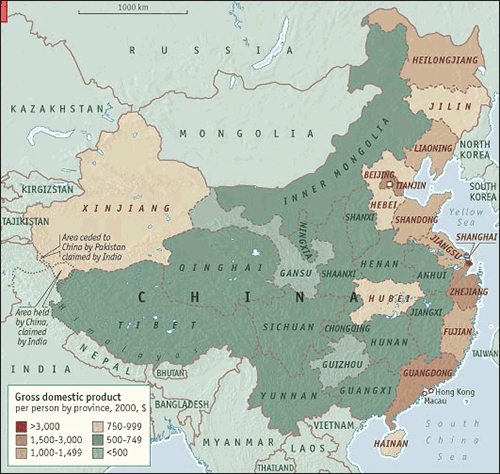 1000 km
RUSSIA
HEILONGJIANG
KAZAKHSTAN
MONGOLIA
JILIN
INNER MONGOLIA
LIAONING
NORTH
KOREA
KIRGIZSTAN
BEIJING
TIANJIN
SOUTH
KOREA
TAJIKISTAN
XINJIANG
HEBEI
SHANXI
SHANDONG
Yellow
Sea
NINGXIA
SHANGHAI
Area ceded to
China by Pakistan
claimed by India
JIANGSU
QINGHAI
GANSU
SHAANXI
HENAN
ANHUI
CHINA
HUBEI
ZHEJIANG
Area held
by China,
claimed
by India
TIBET
SICHUAN
CHONGQING
JIANGXI
Himalaya
HUNAN
FUJIAN
NEPAL
GUIZHOU
TAIWAN
INDIA
BHUTAN
YUNNAN
GUANGXI
GUANGDONG
Hong Kong
Macau
BANGLADESH
VIETNAM
MYANMAR
LAOS
HAINAN
South
China
Sea
THAILAND
Gross domestic product
per person by province, 2000, $
>3,000
750-999
1,500-3,000
500-749
1,000-1,499
<500